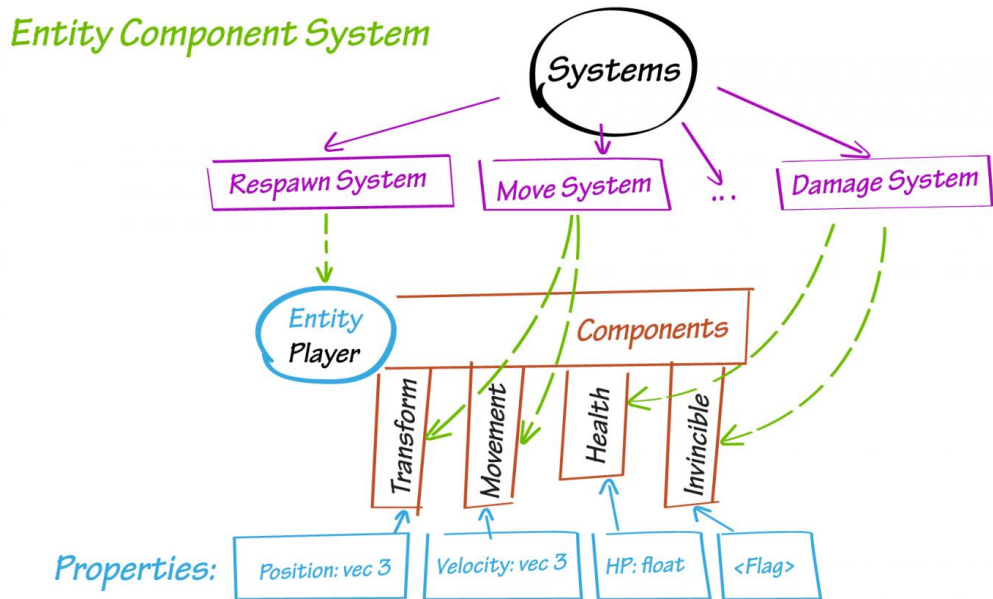 Entity Component System
Systems
Respawn System
Move System
...
Damage System
Entity
Player
Components
Transform
Movement
Health
Invincible
Properties:
Position: vec 3
Velocity: vec 3
HP: float
<Flag>